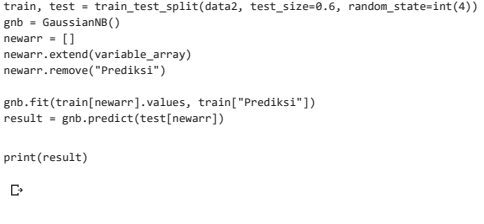 train, test = train_test_split(data2, test_size=0.6, random_state=int(4))
gnb = GaussianNB()
newarr = []
newarr.extend(variable_array)
newarr.remove("Prediksi")
gnb.fit(train[newarr].values, train["Prediksi"])
result = gnb.predict(test[newarr])
print(result)